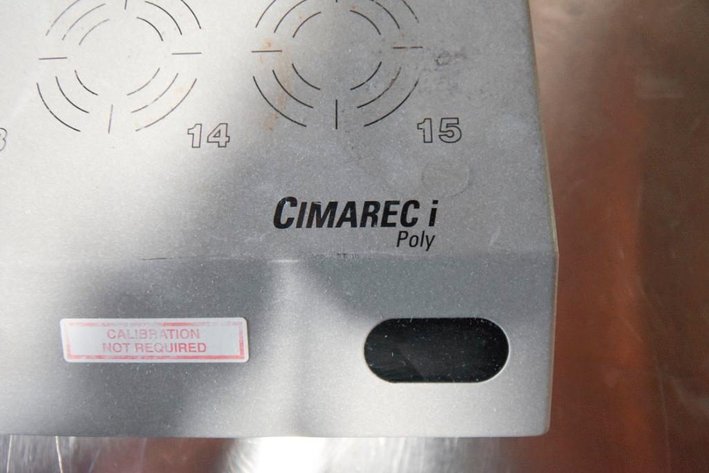 14
15
CIMAREC i
Poly
CALIBRATION
NOT REQUIRED